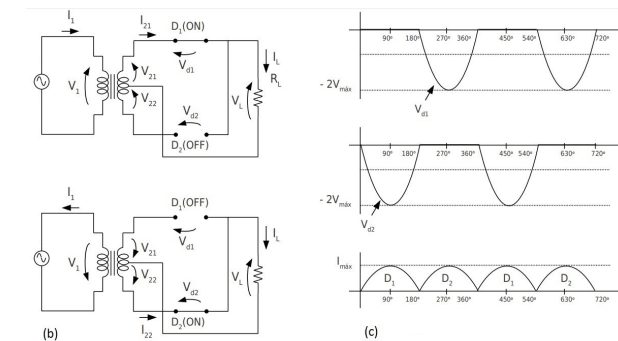 I1
I21
D1(ON)
Vd1
IL
RL
V1
V21
V22
Vd2
VL
D2(OFF)
I1
D1(OFF)
Vd1
IL
V1
V21
V22
Vd2
VL
D2(ON)
I22
(b)
90º 180º 270º 360º 450º 540º 630º 720º
- 2Vmáx
Vd1
90º 180º 270º 360º 450º 540º 630º 720º
- 2Vmáx
Vd2
Imáx
D1 D2 D1 D2
90º 180º 270º 360º 450º 540º 630º 720º
(c)